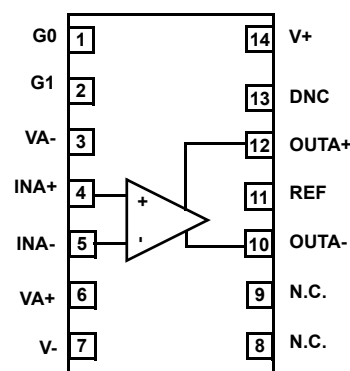 G0 1
G1 2
VA- 3
INA+ 4
INA- 5
VA+ 6
V- 7
14 V+
13 DNC
12 OUTA+
11 REF
10 OUTA-
9 N.C.
8 N.C.
+
-